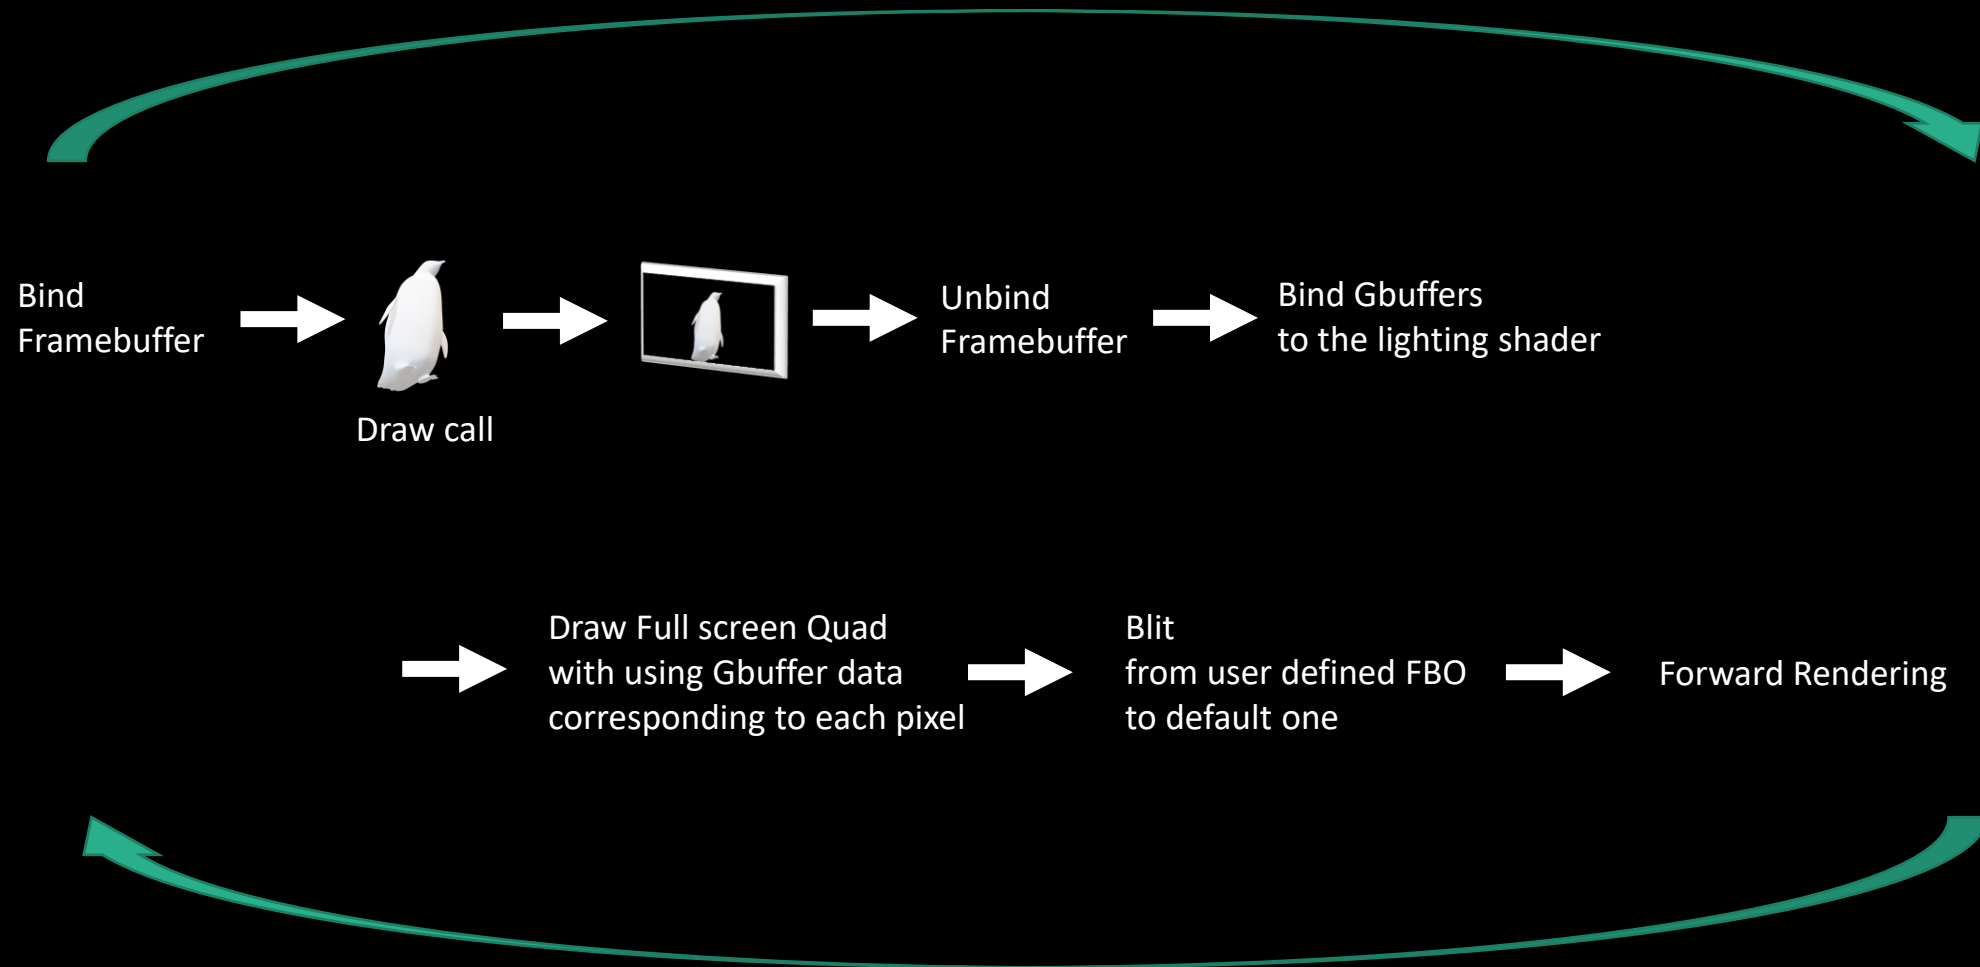 Bind
Framebuffer
Draw call
Unbind
Framebuffer
Bind Gbuffers
to the lighting shader
Draw Full screen Quad
with using Gbuffer data
corresponding to each pixel
Blit
from user defined FBO
to default one
Forward Rendering